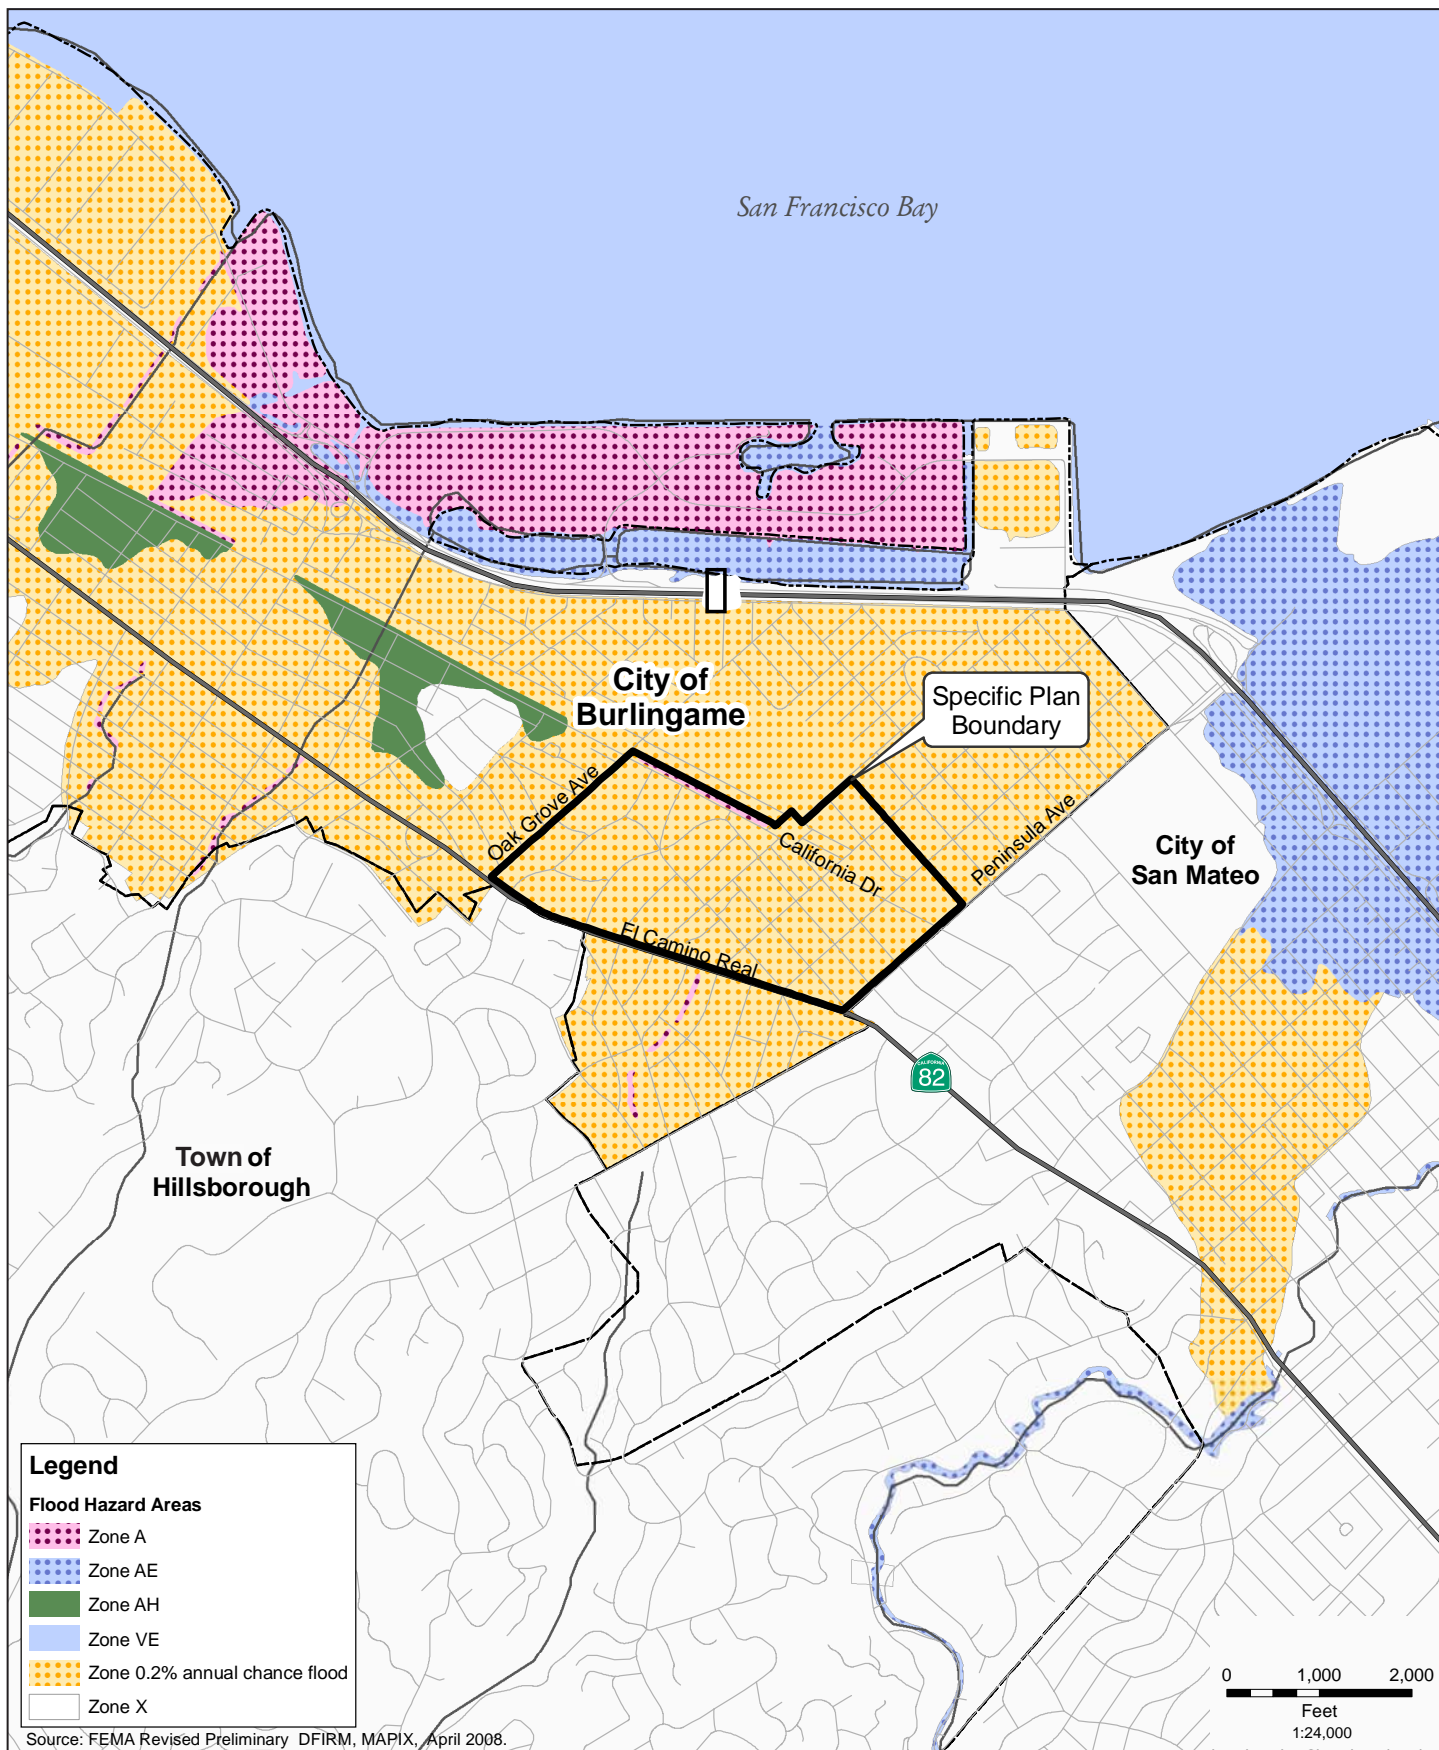 San Francisco Bay
City of
Burlingame
Specific Plan
Boundary
Oak Grove Ave
California Dr
Peninsula Ave
El Camino Real
City of
San Mateo
CALIFORNIA
82
Town of
Hillsborough
Legend
Flood Hazard Areas
Zone A
Zone AE
Zone AH
Zone VE
Zone 0.2% annual chance flood
Zone X
0 1,000 2,000
Feet
1:24,000
Source: FEMA Revised Preliminary DFIRM, MAPIX, April 2008.